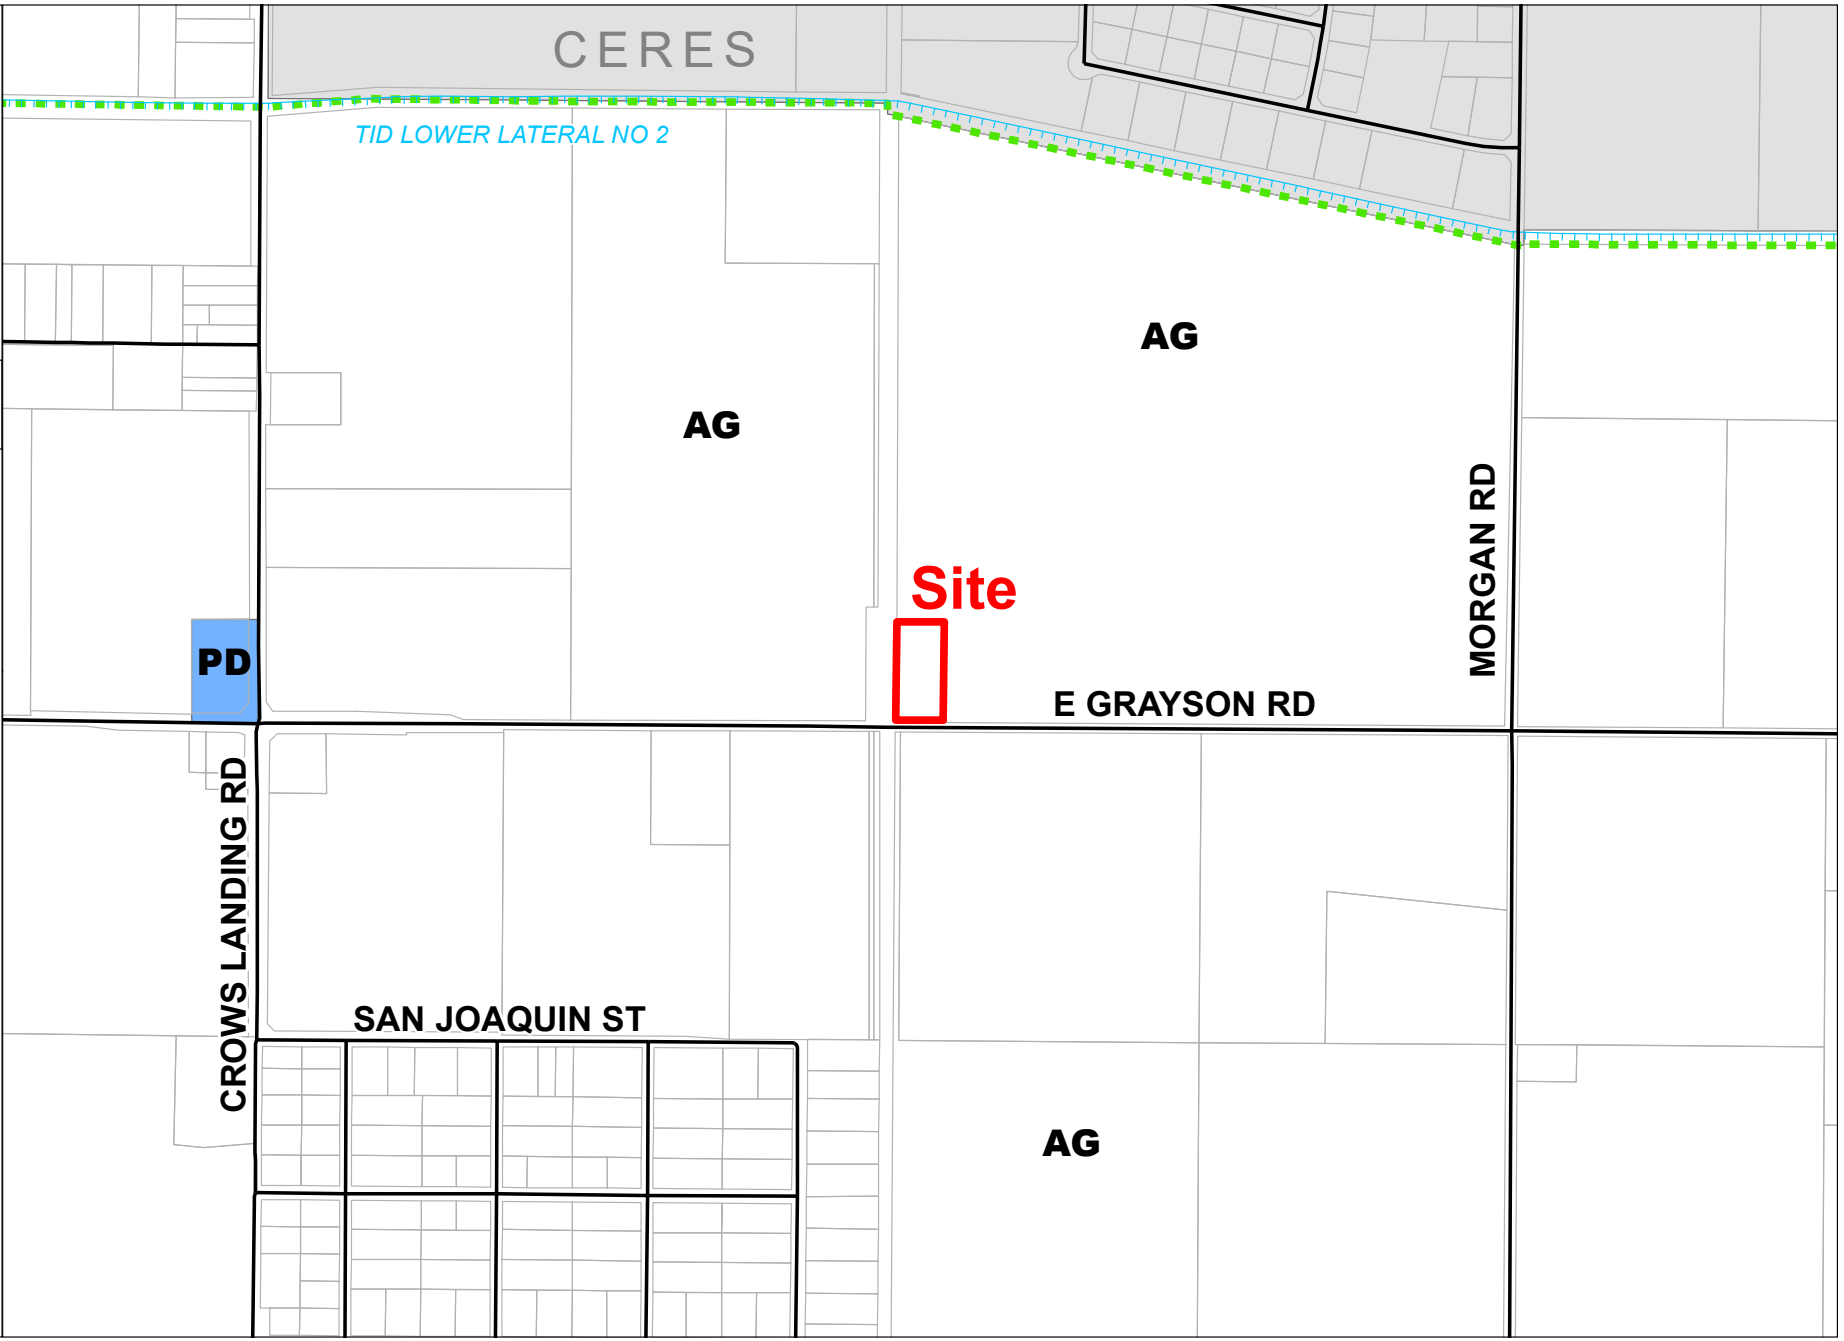 CERES
TID LOWER LATERAL NO 2
AG
AG
MORGAN RD
Site
PD
E GRAYSON RD
CROWS LANDING RD
SAN JOAQUIN ST
AG